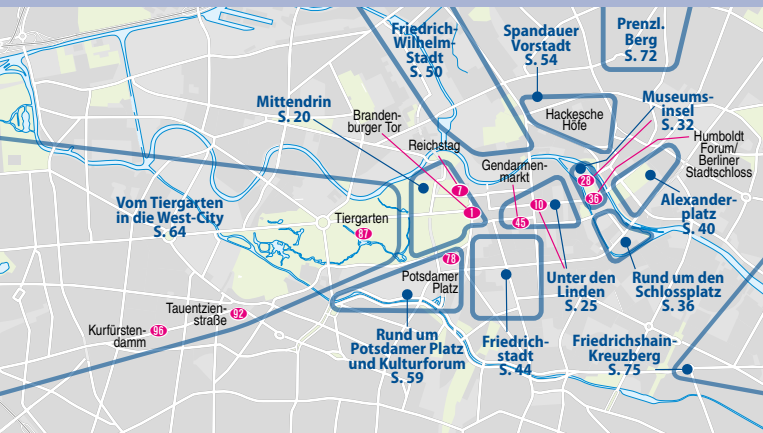 Friedrich-
Wilhelm-
Stadt
S. 50
Spandauer
Vorstadt
S. 54
Prenzl.
Berg
S. 72
Mittendrin
S. 20
Branden-
burger Tor
Reichstag
Hackesche
Höfe
Museums-
insel
S. 32
Gendarmen-
markt
Humboldt
Forum/
Berliner
Stadtschloss
28
36
7
1
10
45
Vom Tiergarten
in die West-City
S. 64
Tiergarten
87
Alexander-
platz
S. 40
78
Potsdamer
Platz
Unter den
Linden
S. 25
Rund um den
Schlossplatz
S. 36
Tauentzien-
straße
92
Kurfürsten-
damm
96
Rund um
Potsdamer Platz
und Kulturforum
S. 59
Friedrich-
stadt
S. 44
Friedrichshain-
Kreuzberg
S. 75